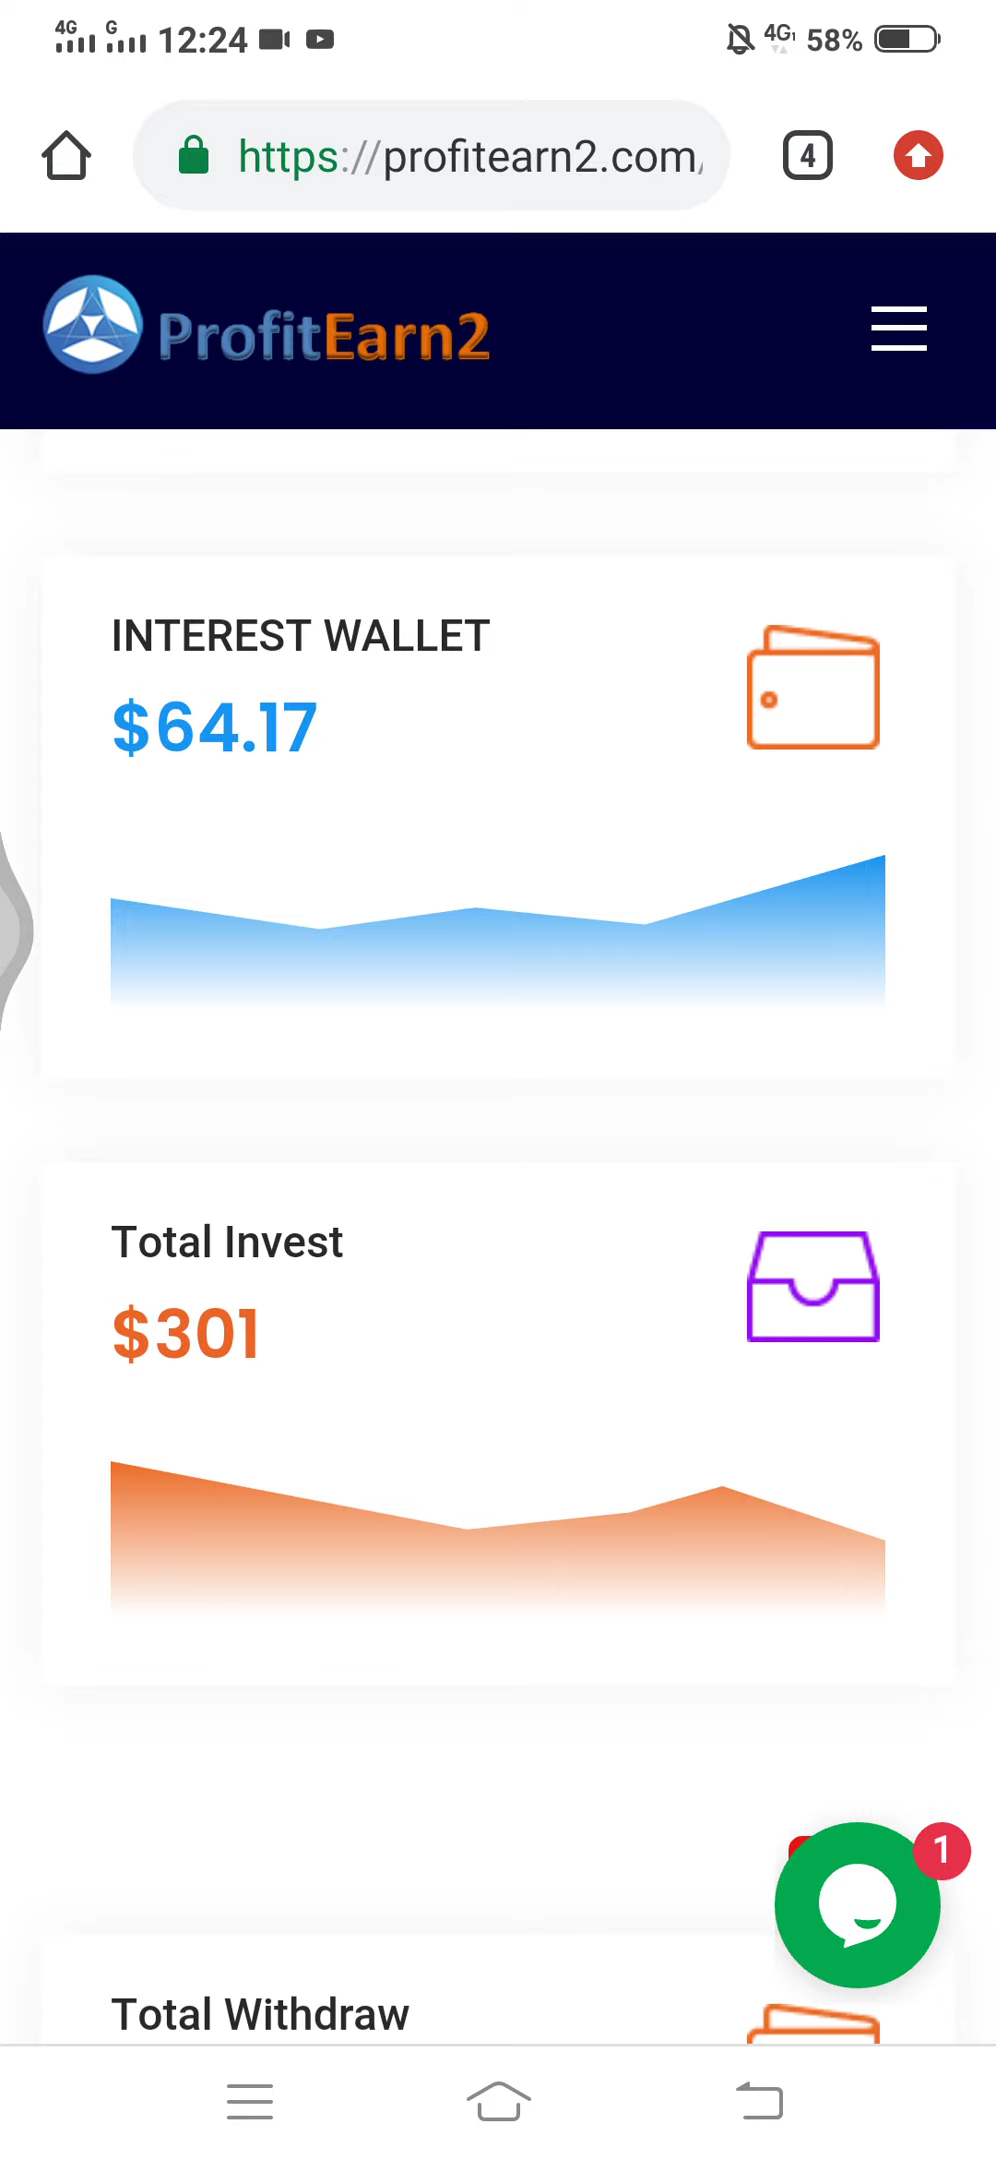 4G G 12:24 4G 58%
https://profitearn2.com/
4
ProfitEarn2
INTEREST WALLET
$64.17
Total Invest
$301
1
Total Withdraw